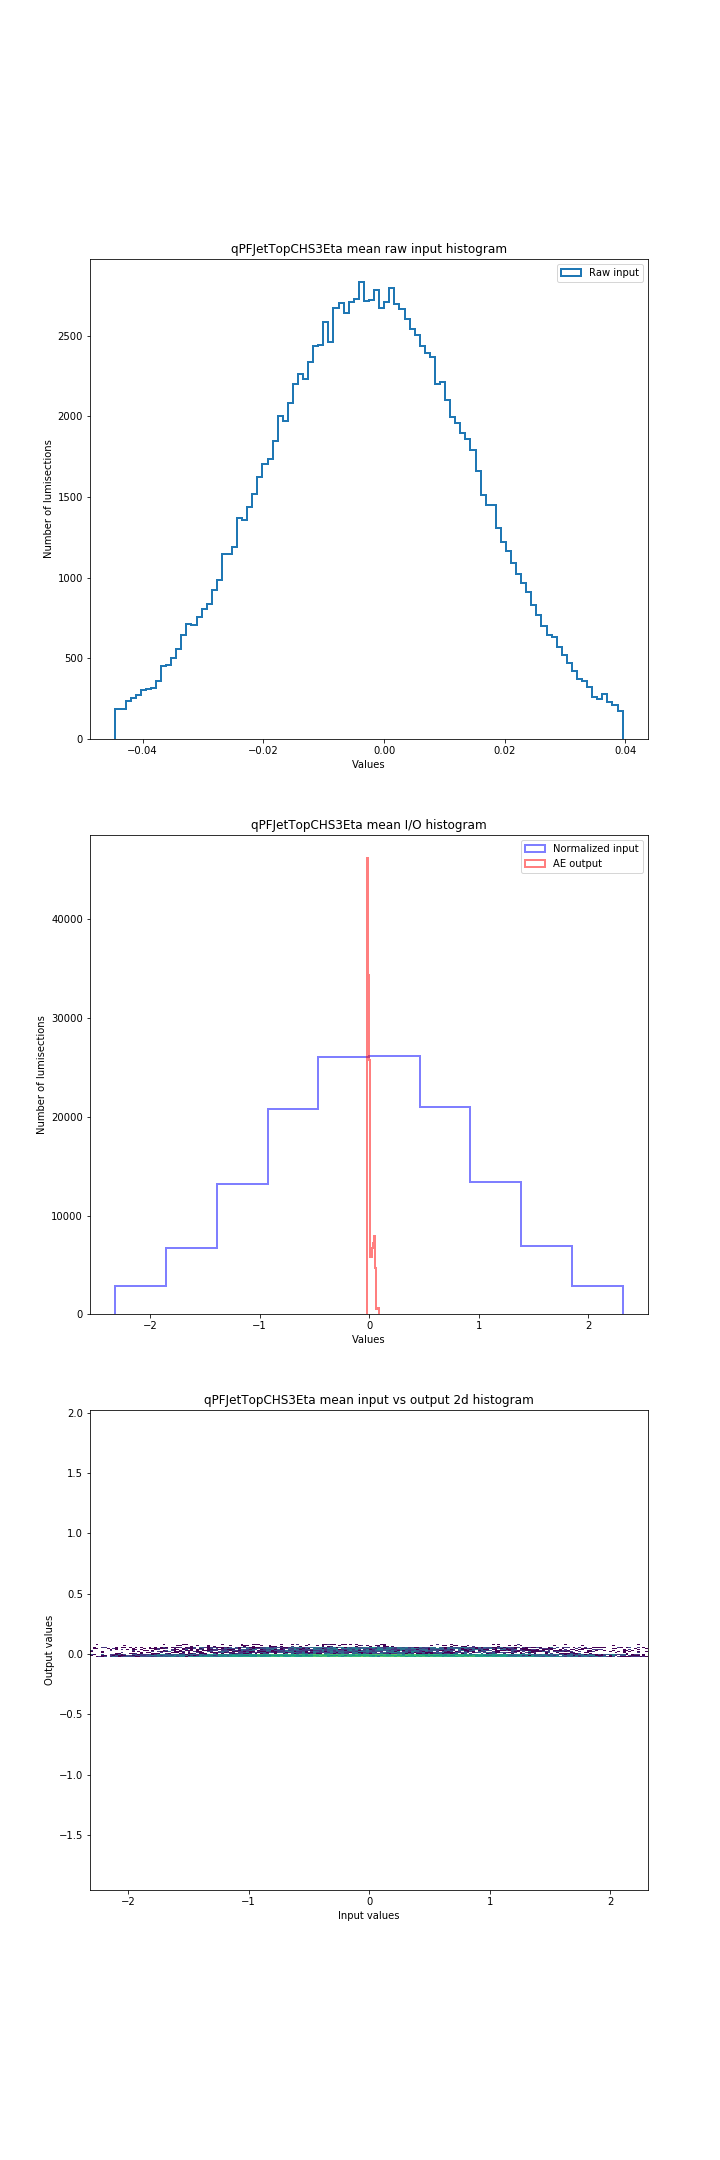 qPFJetTopCHS3Eta mean raw input histogram
Raw input
2500
2000
1500
1000
500
0
Number of lumisections
−0.04 −0.02 0.00 0.02 0.04
Values
qPFJetTopCHS3Eta mean I/O histogram
Normalized input
AE output
40000
30000
20000
10000
0
Number of lumisections
−2 −1 0 1 2
Values
qPFJetTopCHS3Eta mean input vs output 2d histogram
2.0
1.5
1.0
0.5
0.0
−0.5
−1.0
−1.5
Output values
−2 −1 0 1 2
Input values